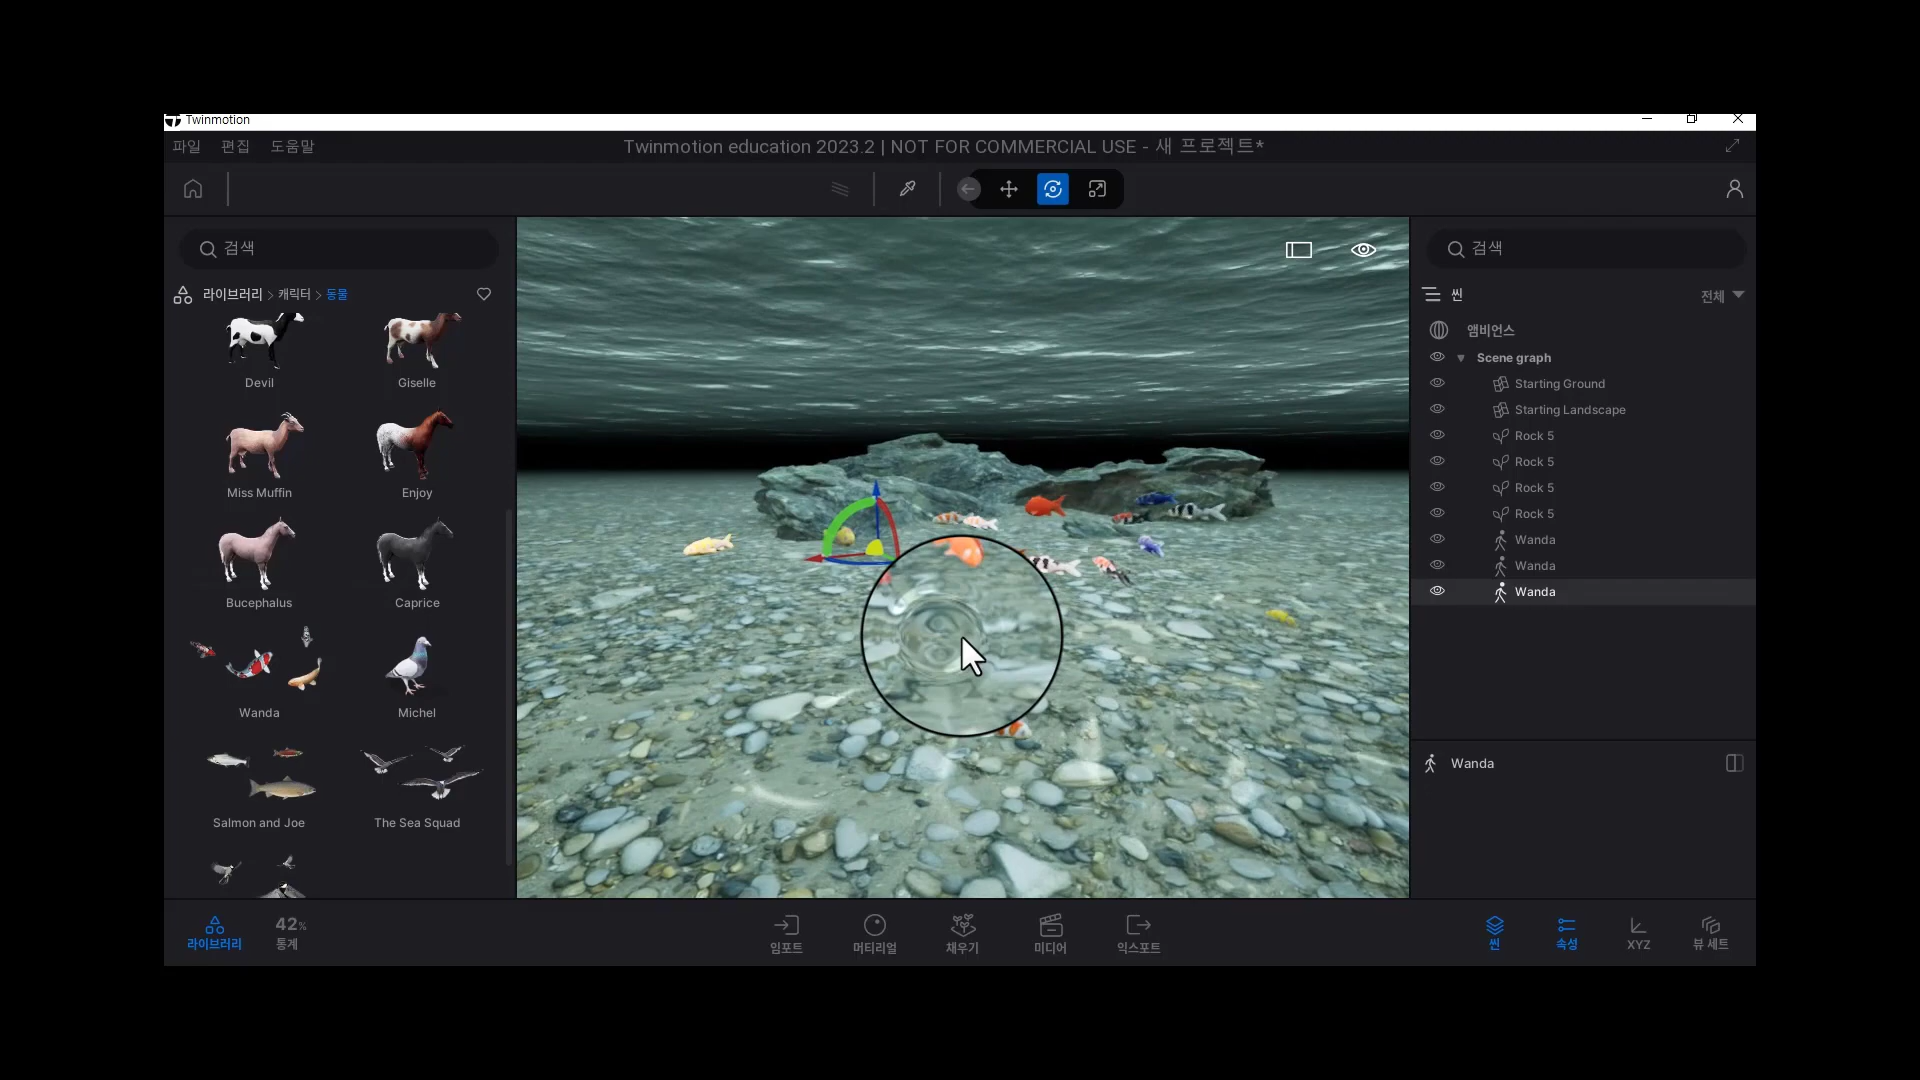 Twinmotion
파일 편집 도움말
Twinmotion education 2023.2 | NOT FOR COMMERCIAL USE - 새 프로젝트*
검색
라이브러리 > 캐릭터 > 동물
Devil
Giselle
Miss Muffin
Enjoy
Bucephalus
Caprice
Wanda
Michel
Salmon and Joe
The Sea Squad
검색
씬
전체
앰비언스
Scene graph
Starting Ground
Starting Landscape
Rock 5
Rock 5
Rock 5
Rock 5
Wanda
Wanda
Wanda
Wanda
라이브러리
42%
통계
임포트
머티리얼
채우기
미디어
익스포트
씬
속성
XYZ
뷰 세트